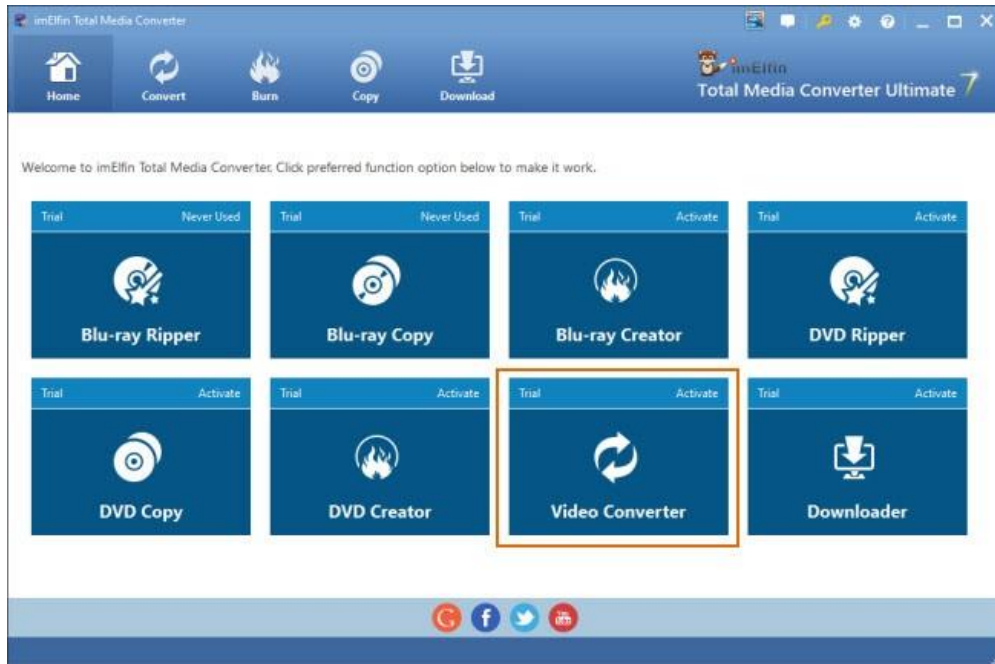 imElfin Total Media Converter
Home Convert Burn Copy Download
imElfin
Total Media Converter Ultimate 7
Welcome to imElfin Total Media Converter. Click preferred function option below to make it work.
Trial Never Used Trial Never Used Trial Activate Trial Activate
Blu-ray Ripper Blu-ray Copy Blu-ray Creator DVD Ripper
Trial Activate Trial Activate Trial Activate Trial Activate
DVD Copy DVD Creator Video Converter Downloader